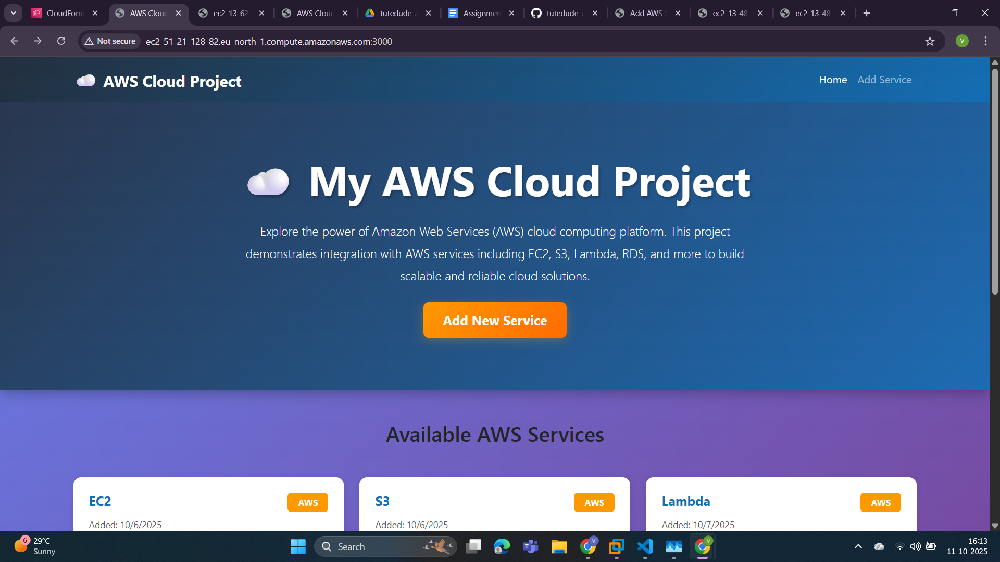 CloudForm
AWS Cloud
ec2-13-62-
AWS Cloud
tutedude_a
Assignmen
tutedude_a
Add AWS S
ec2-13-48-
ec2-13-48-
Not secure
ec2-51-21-128-82.eu-north-1.compute.amazonaws.com:3000
V
AWS Cloud Project
Home
Add Service
My AWS Cloud Project
Explore the power of Amazon Web Services (AWS) cloud computing platform. This project
demonstrates integration with AWS services including EC2, S3, Lambda, RDS, and more to build
scalable and reliable cloud solutions.
Add New Service
Available AWS Services
EC2
AWS
Added: 10/6/2025
S3
AWS
Added: 10/6/2025
Lambda
AWS
Added: 10/7/2025
6
29°C
Sunny
Search
V
V
16:13
11-10-2025